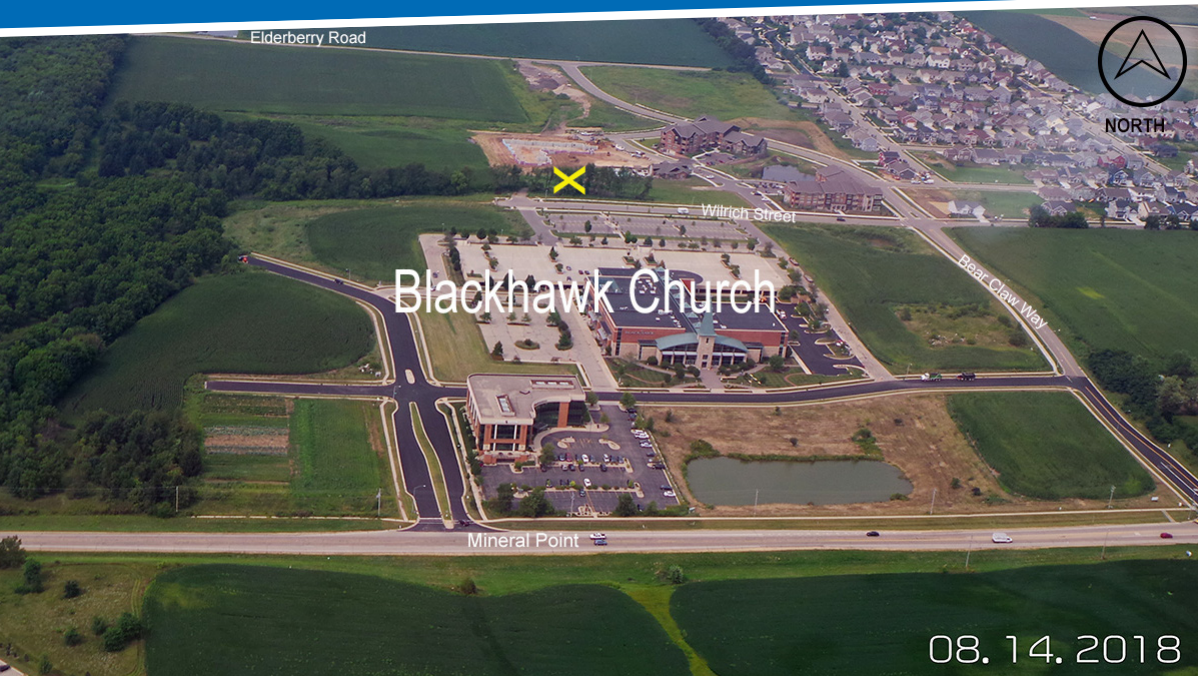 Elderberry Road
NORTH
Wilrich Street
Bear Claw Way
Blackhawk Church
Mineral Point
08.14.2018